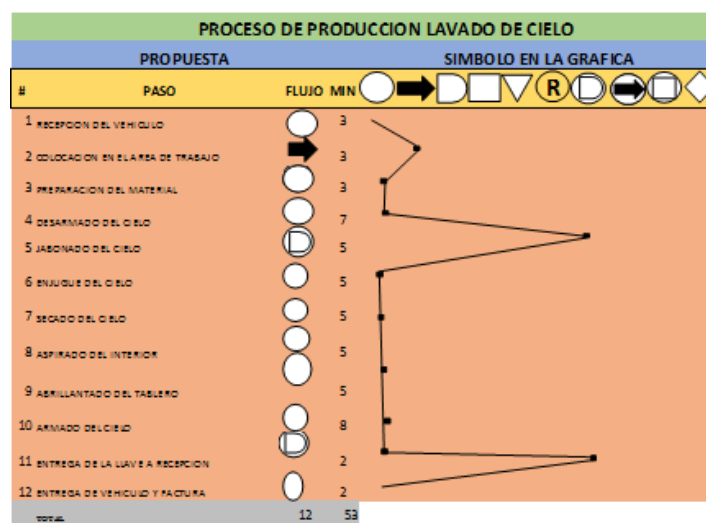 PROCESO DE PRODUCCION LAVADO DE CIELO
PROPUESTA SIMBOLO EN LA GRAFICA
# PASO FLUJO MIN R D
1 RECEPCION DEL VEHICULO 3
2 COLOCACION EN EL AREA DE TRABAJO 3
3 PREPARACION DEL MATERIAL 3
4 DESARMADO DEL CIELO 7
5 JABONADO DEL CIELO 5
6 ENJUGUE DEL CIELO 5
7 SECADO DEL CIELO 5
8 ASPIRADO DEL INTERIOR 5
9 ABRILLANTADO DEL TABLERO 5
10 ARMADO DEL CIELO 8
11 ENTREGA DE LA LLAVE A RECEPCION 2
12 ENTREGA DE VEHICULO Y FACTURA 2
TOTAL 12 53